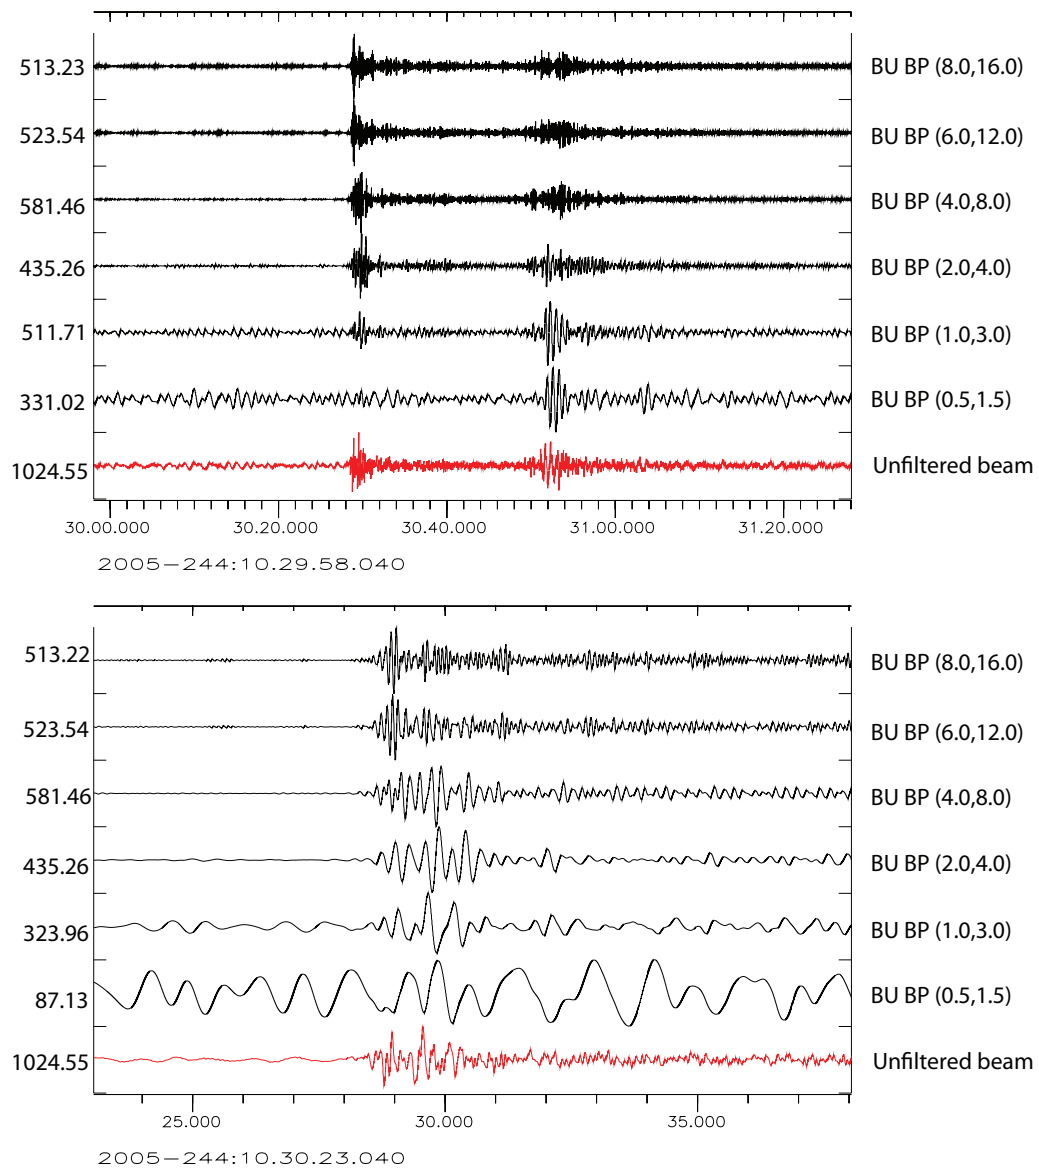 513.23 BU BP (8.0,16.0)
523.54 BU BP (6.0,12.0)
581.46 BU BP (4.0,8.0)
435.26 BU BP (2.0,4.0)
511.71 BU BP (1.0,3.0)
331.02 BU BP (0.5,1.5)
1024.55 Unfiltered beam
30.00.000 30.20.000 30.40.000 31.00.000 31.20.000
2005-244:10.29.58.040
513.22 BU BP (8.0,16.0)
523.54 BU BP (6.0,12.0)
581.46 BU BP (4.0,8.0)
435.26 BU BP (2.0,4.0)
323.96 BU BP (1.0,3.0)
87.13 BU BP (0.5,1.5)
1024.55 Unfiltered beam
25.000 30.000 35.000
2005-244:10.30.23.040